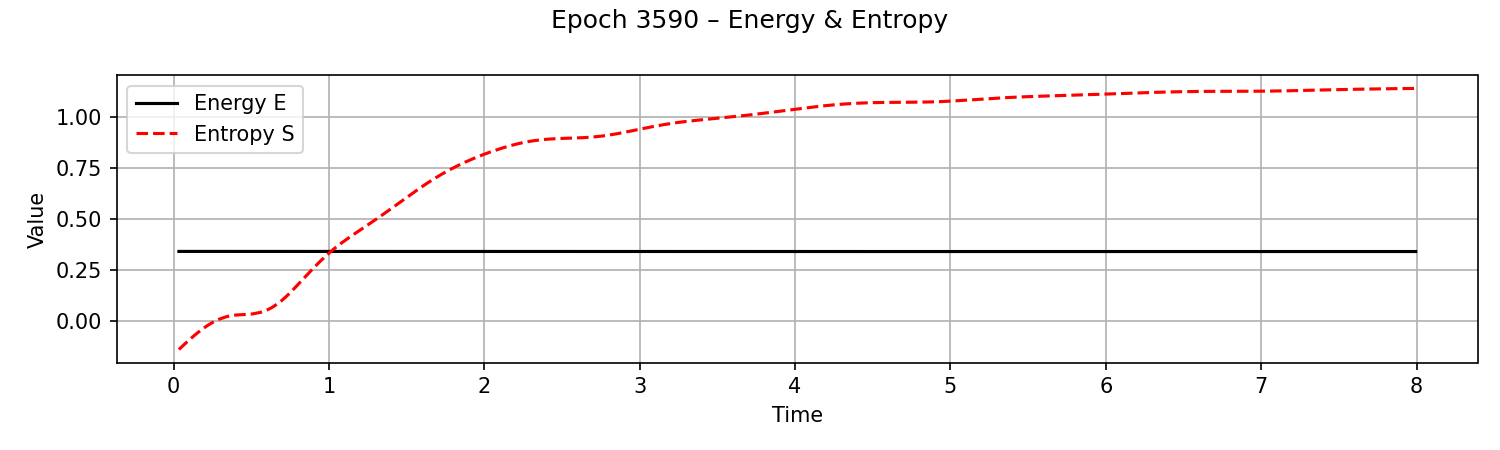 Epoch 3590 – Energy & Entropy
Energy E
Entropy S
1.00
0.75
0.50
0.25
0.00
Value
0 1 2 3 4 5 6 7 8
Time